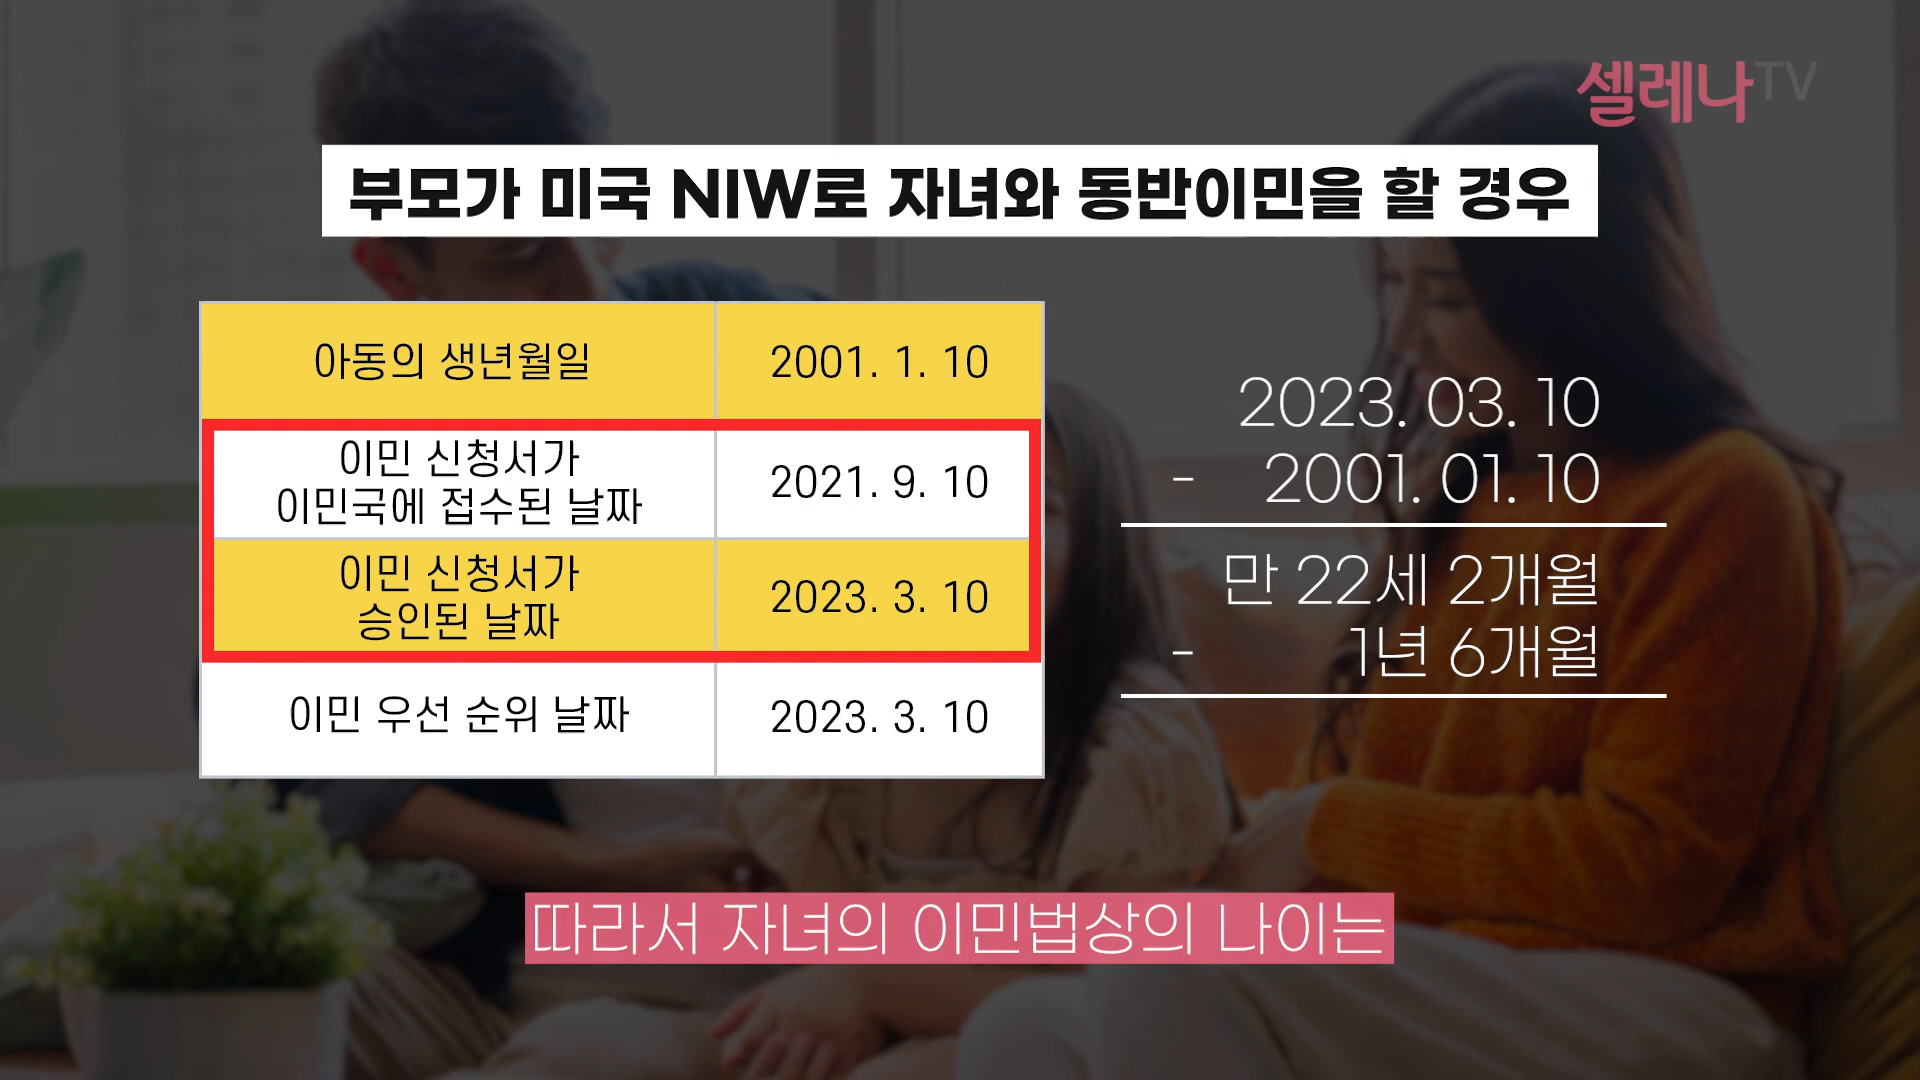 셀레나TV
부모가 미국 NIW로 자녀와 동반이민을 할 경우
아동의 생년월일 2001. 1. 10
이민 신청서가
이민국에 접수된 날짜 2021. 9. 10
이민 신청서가
승인된 날짜 2023. 3. 10
이민 우선 순위 날짜 2023. 3. 10
2023. 03. 10
- 2001. 01. 10
만 22세 2개월
- 1년 6개월
따라서 자녀의 이민법상의 나이는